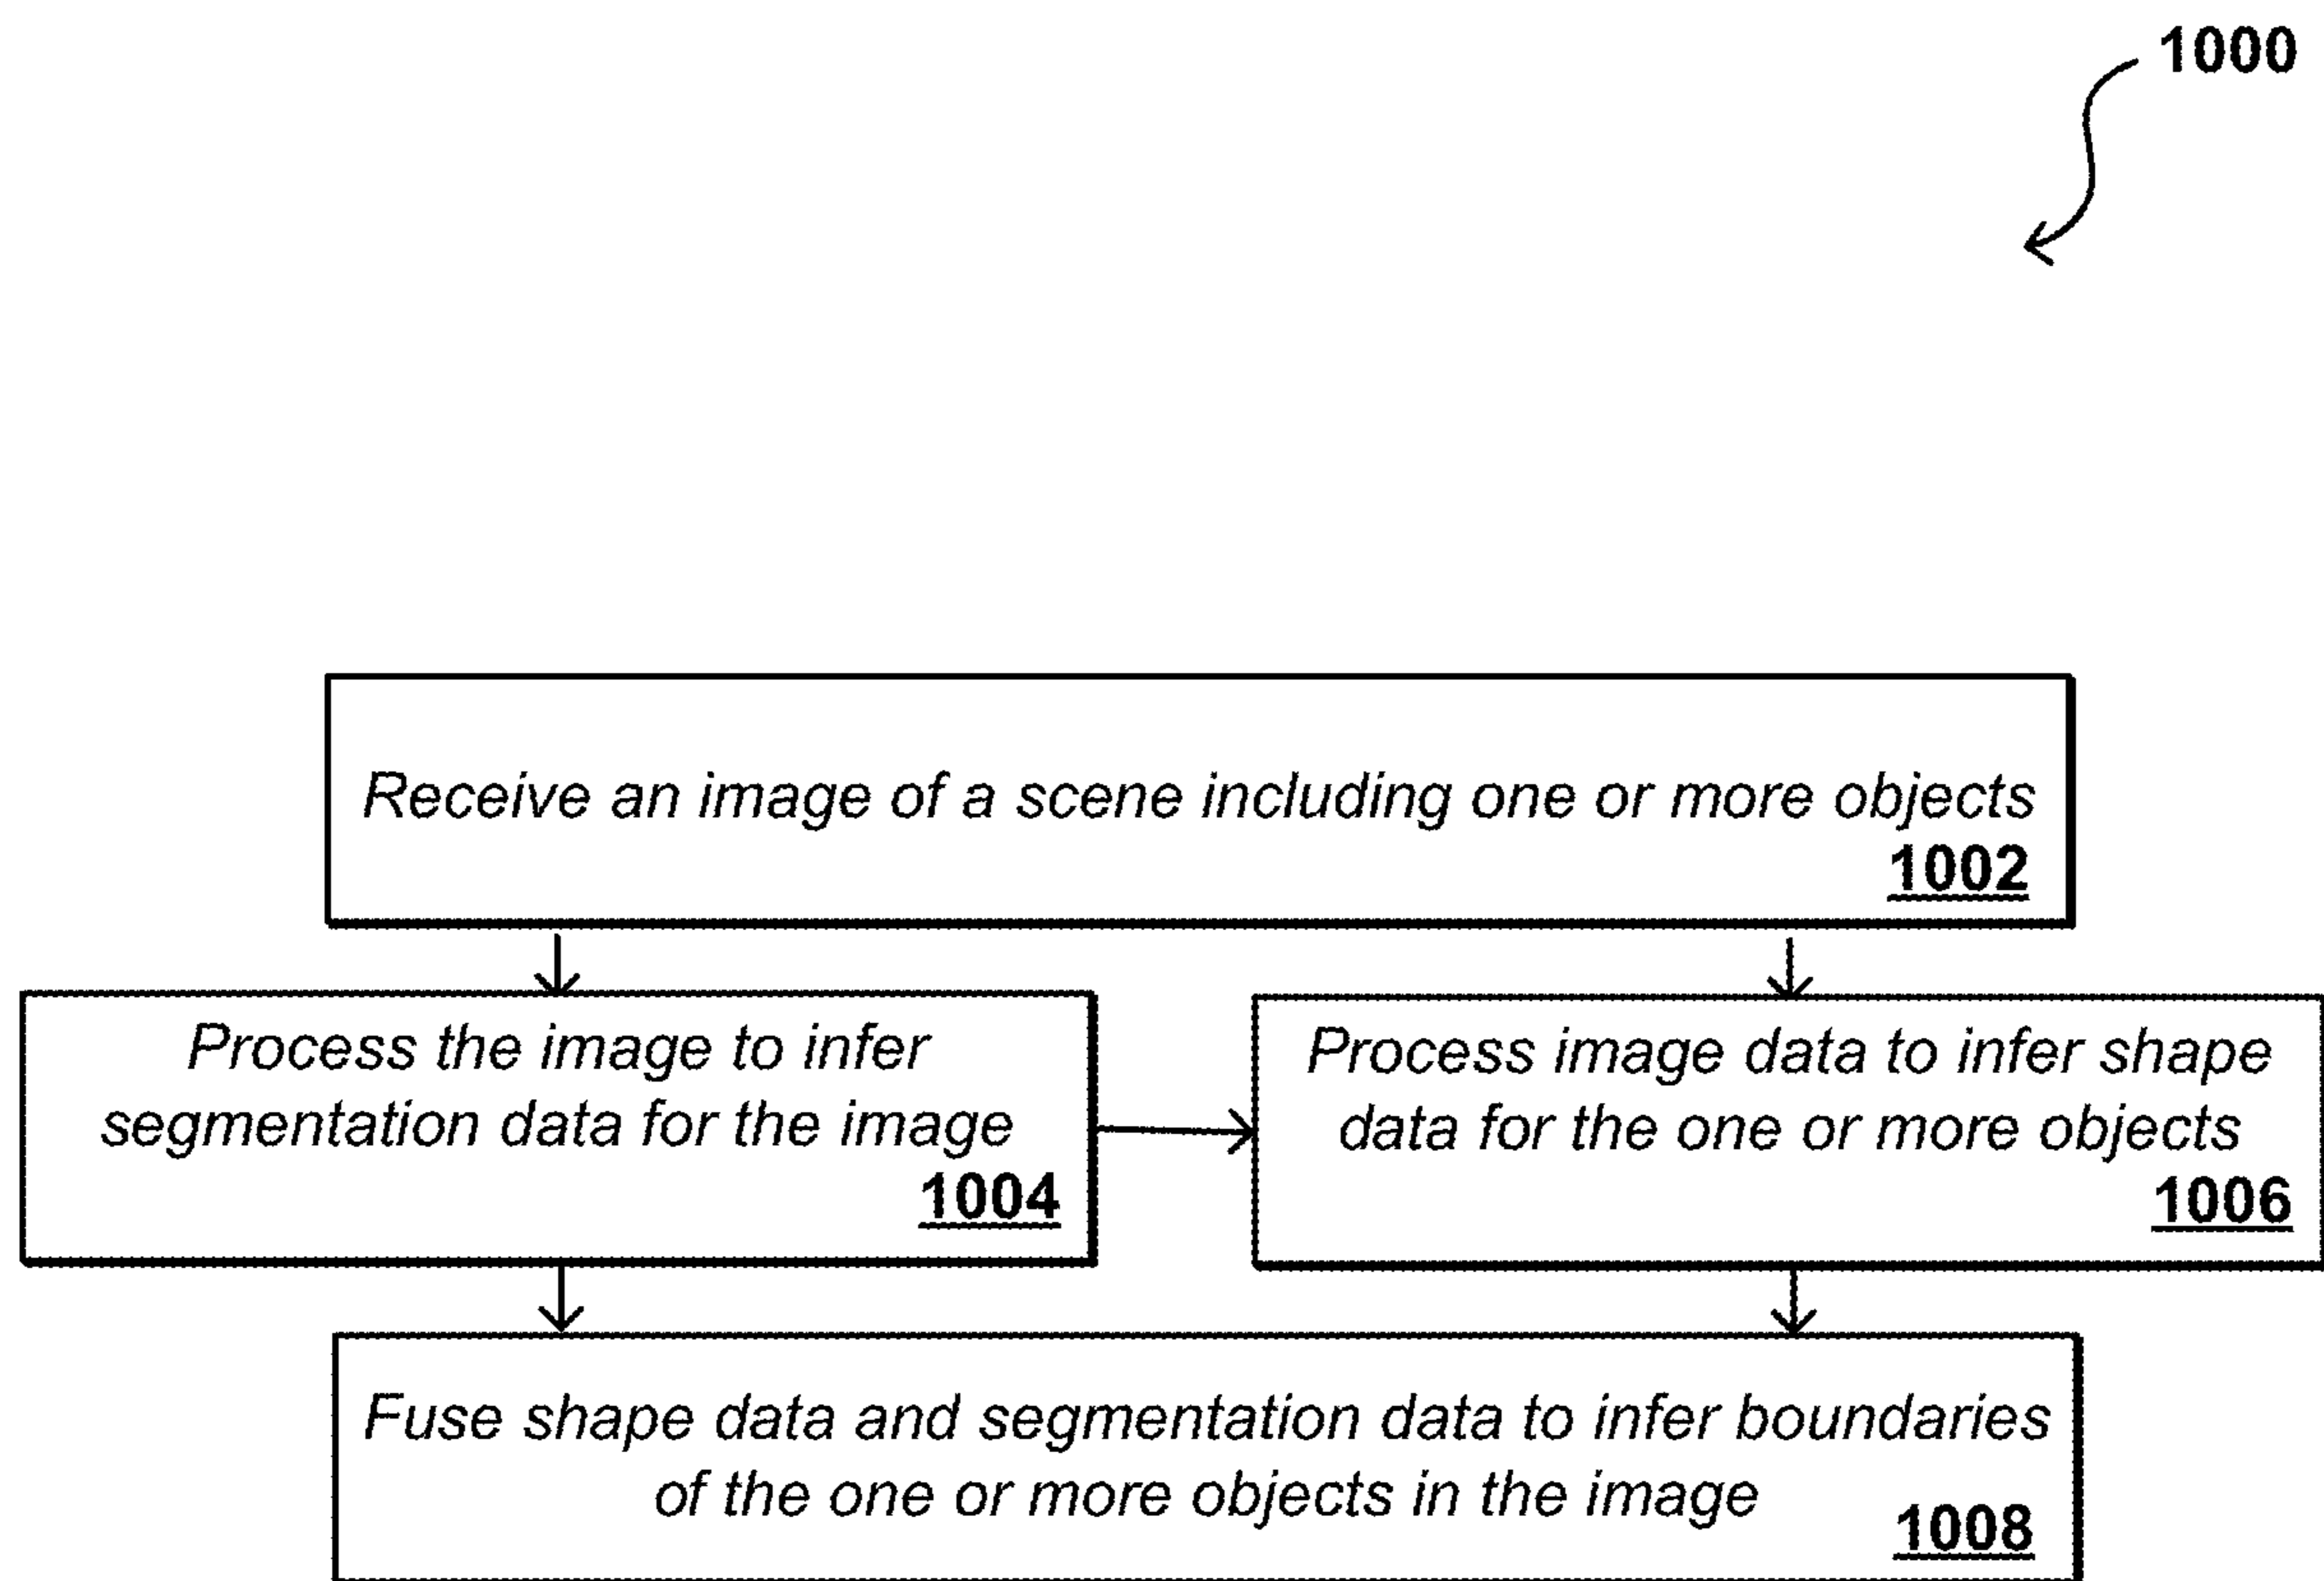 1000
Receive an image of a scene including one or more objects
1002
Process the image to infer
segmentation data for the image
1004
Process image data to infer shape
data for the one or more objects
1006
Fuse shape data and segmentation data to infer boundaries
of the one or more objects in the image
1008